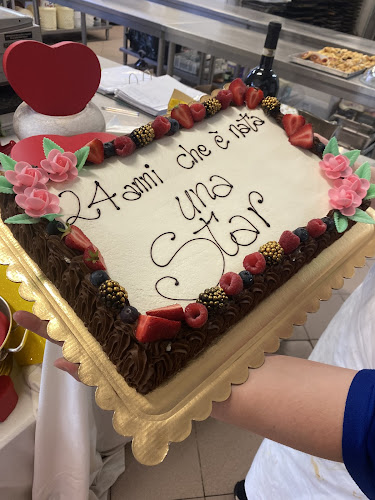 24 anni che è nata
una
Star